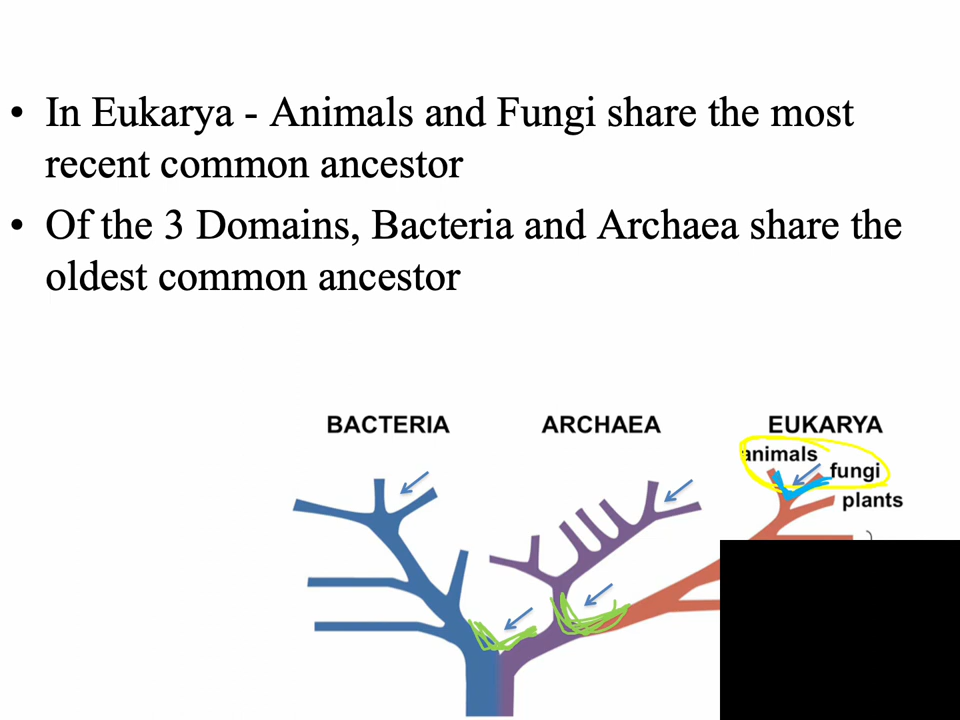 • In Eukarya - Animals and Fungi share the most
recent common ancestor
• Of the 3 Domains, Bacteria and Archaea share the
oldest common ancestor
BACTERIA ARCHAEA EUKARYA
animals
fungi
plants